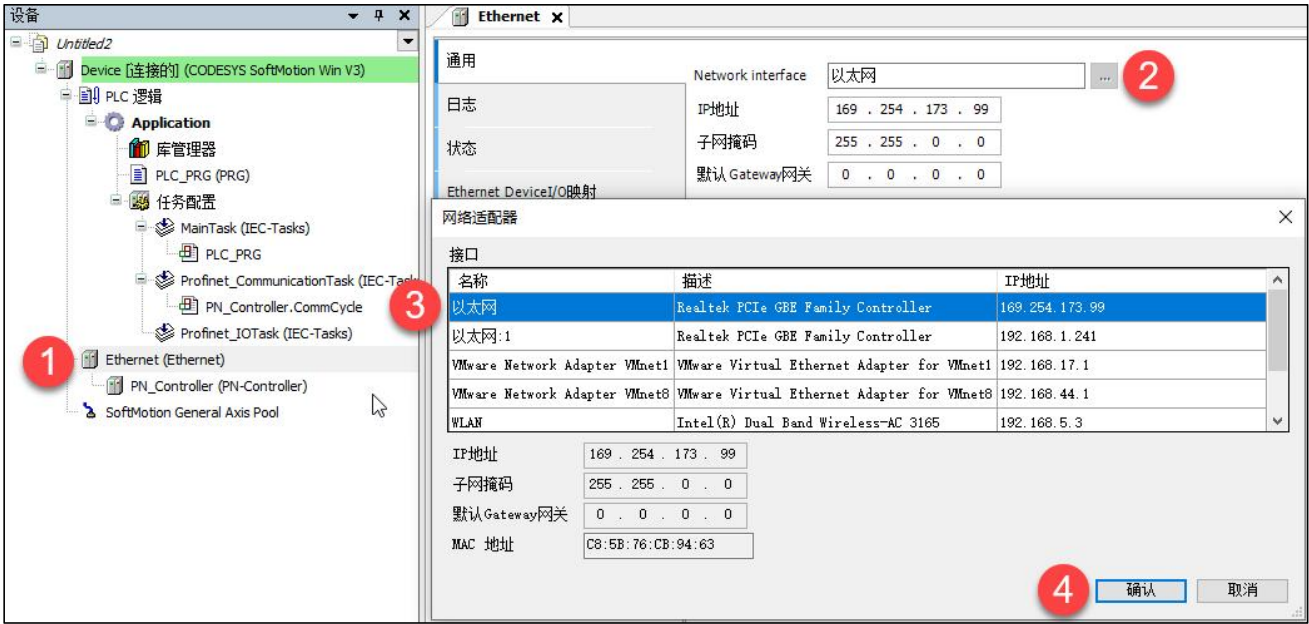 设备
Untitled2
Device [连接的] (CODESYS SoftMotion Win V3)
PLC 逻辑
Application
库管理器
PLC_PRG (PRG)
任务配置
MainTask (IEC-Tasks)
PLC_PRG
Profinet_CommunicationTask (IEC-Task
PN_Controller.CommCycle
Profinet_IOTask (IEC-Tasks)
1
Ethernet (Ethernet)
PN_Controller (PN-Controller)
SoftMotion General Axis Pool
Ethernet
通用
日志
状态
Ethernet DeviceI/O映射
Network interface 以太网 ... 2
IP地址 169 . 254 . 173 . 99
子网掩码 255 . 255 . 0 . 0
默认Gateway网关 0 . 0 . 0 . 0
网络适配器
接口
名称 描述 IP地址
3 以太网 Realtek PCIe GBE Family Controller 169.254.173.99
以太网:1 Realtek PCIe GBE Family Controller 192.168.1.241
VMware Network Adapter VMnet1 VMware Virtual Ethernet Adapter for VMnet1 192.168.17.1
VMware Network Adapter VMnet8 VMware Virtual Ethernet Adapter for VMnet8 192.168.44.1
WLAN Intel(R) Dual Band Wireless-AC 3165 192.168.5.3
IP地址 169 . 254 . 173 . 99
子网掩码 255 . 255 . 0 . 0
默认Gateway网关 0 . 0 . 0 . 0
MAC 地址 C8:5B:76:CB:94:63
4 确认 取消